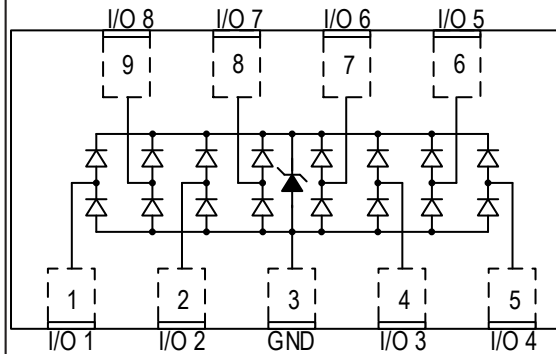 I/O 8 I/O 7 I/O 6 I/O 5
9 8 7 6
1 2 3 4 5
I/O 1 I/O 2 GND I/O 3 I/O 4